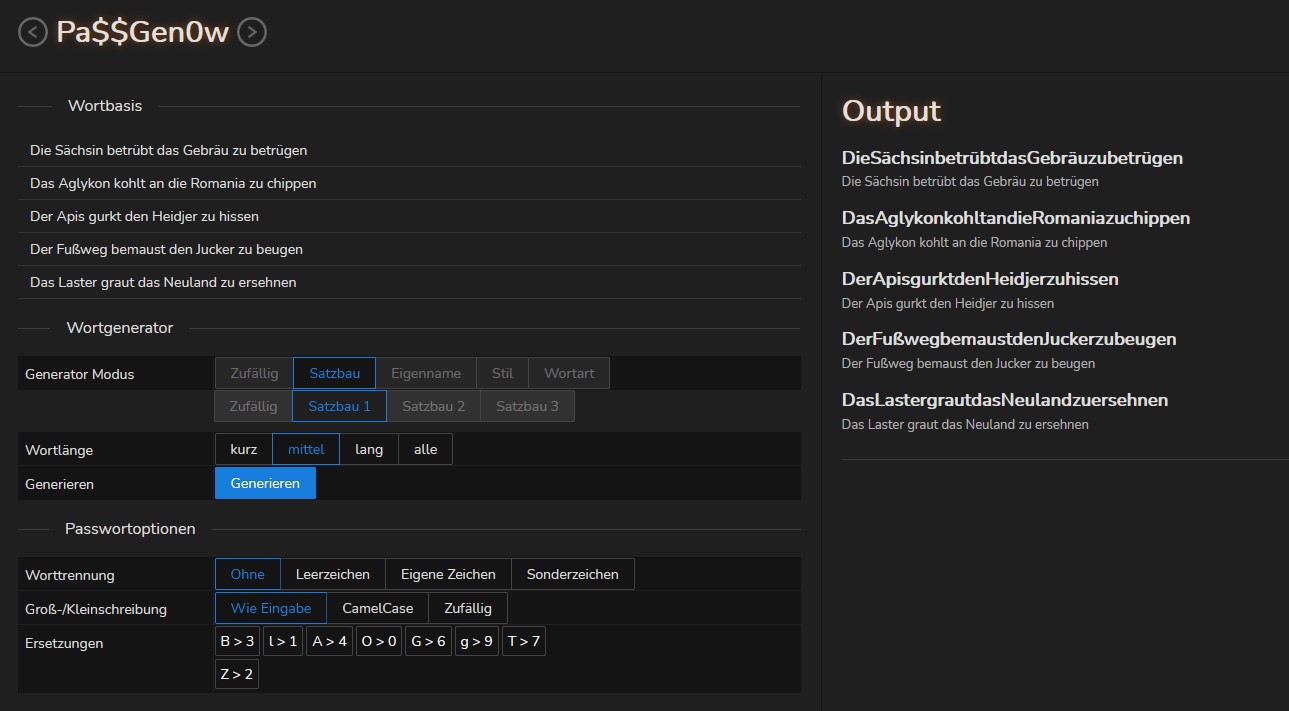 Pa$$Gen0w
Wortbasis
Die Sächsin betrübt das Gebräu zu betrügen
Das Aglykon kohlt an die Romania zu chippen
Der Apis gurkt den Heidjer zu hissen
Der Fußweg bemaust den Jucker zu beugen
Das Laster graut das Neuland zu ersehnen
Wortgenerator
Generator Modus Zufällig Satzbau Eigenname Stil Wortart
Zufällig Satzbau 1 Satzbau 2 Satzbau 3
Wortlänge kurz mittel lang alle
Generieren Generieren
Passwortoptionen
Worttrennung Ohne Leerzeichen Eigene Zeichen Sonderzeichen
Groß-/Kleinschreibung Wie Eingabe CamelCase Zufällig
Ersetzungen B > 3 l > 1 A > 4 O > 0 G > 6 g > 9 T > 7
Z > 2
Output
DieSächsinbetrübtdasGebräuzubetrügen
Die Sächsin betrübt das Gebräu zu betrügen
DasAglykonkohltandieRomaniazuchippen
Das Aglykon kohlt an die Romania zu chippen
DerApisgurktdenHeidjerzuhissen
Der Apis gurkt den Heidjer zu hissen
DerFußwegbemaustdenJuckerzubeugen
Der Fußweg bemaust den Jucker zu beugen
DasLastergrautdasNeulandzuersehnen
Das Laster graut das Neuland zu ersehnen